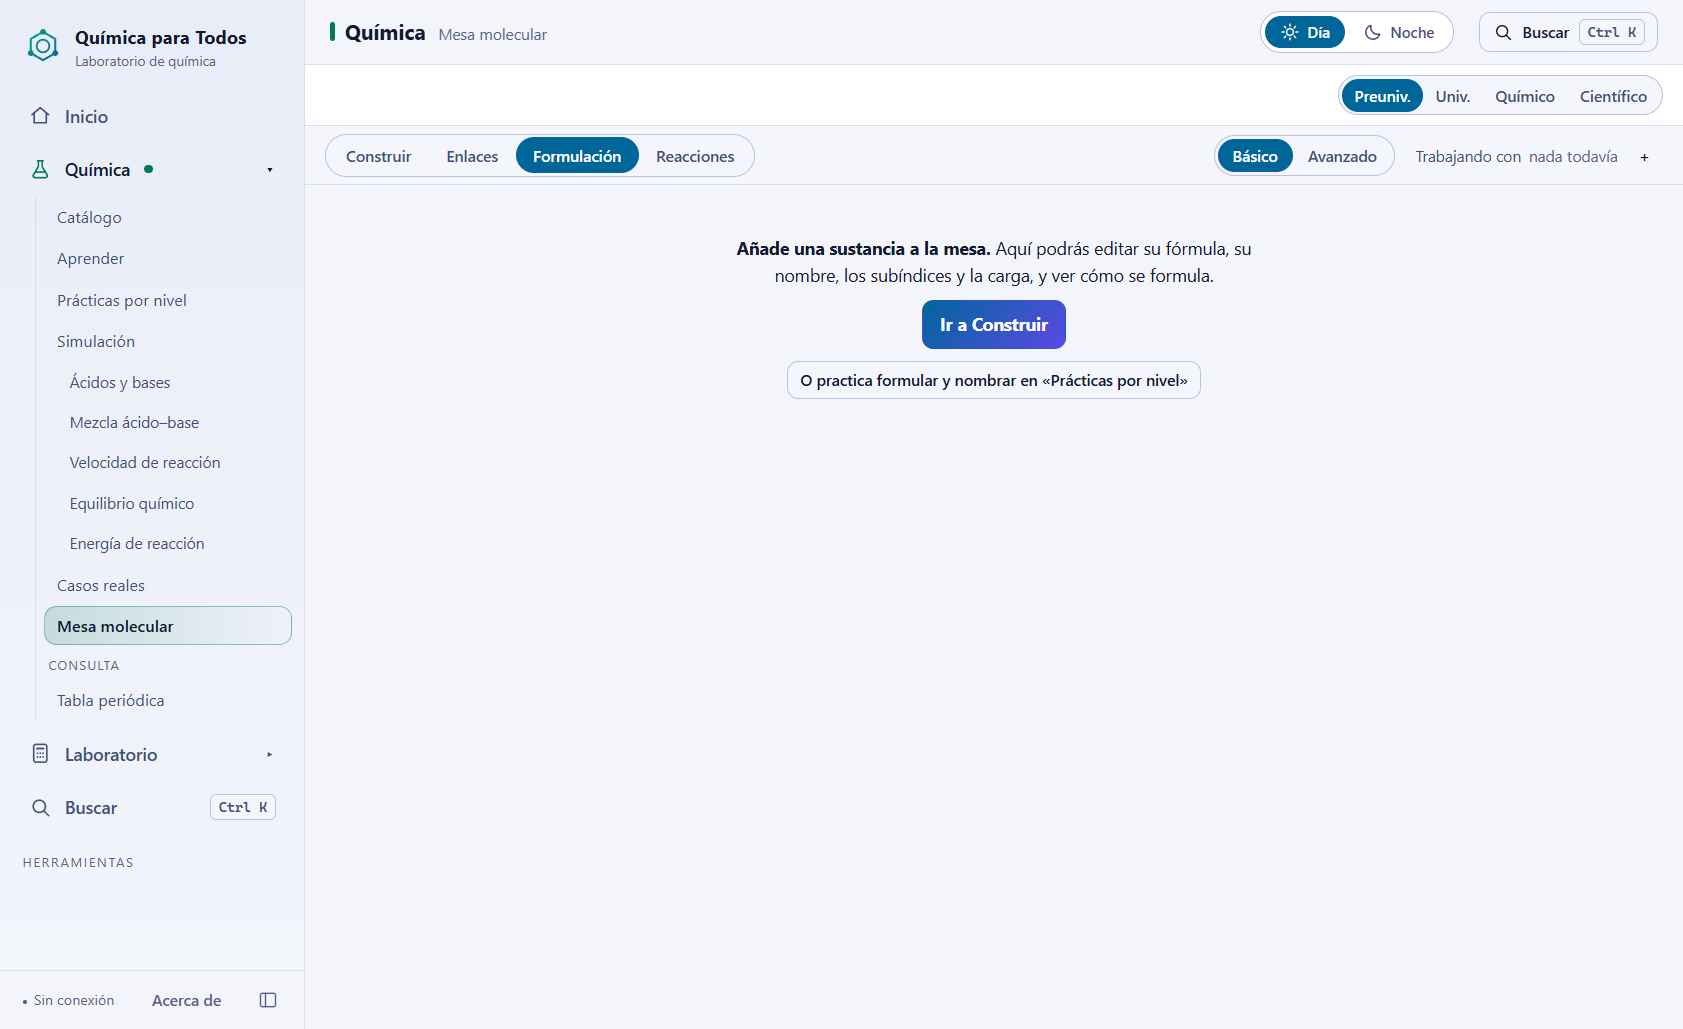 Química para Todos
Laboratorio de química
Inicio
Química
Catálogo
Aprender
Prácticas por nivel
Simulación
Ácidos y bases
Mezcla ácido–base
Velocidad de reacción
Equilibrio químico
Energía de reacción
Casos reales
Mesa molecular
CONSULTA
Tabla periódica
Laboratorio
Buscar Ctrl K
HERRAMIENTAS
Sin conexión Acerca de
Química Mesa molecular
Día Noche
Buscar Ctrl K
Preuniv. Univ. Químico Científico
Construir Enlaces Formulación Reacciones
Básico Avanzado Trabajando con nada todavía +
Añade una sustancia a la mesa. Aquí podrás editar su fórmula, su
nombre, los subíndices y la carga, y ver cómo se formula.
Ir a Construir
O practica formular y nombrar en «Prácticas por nivel»